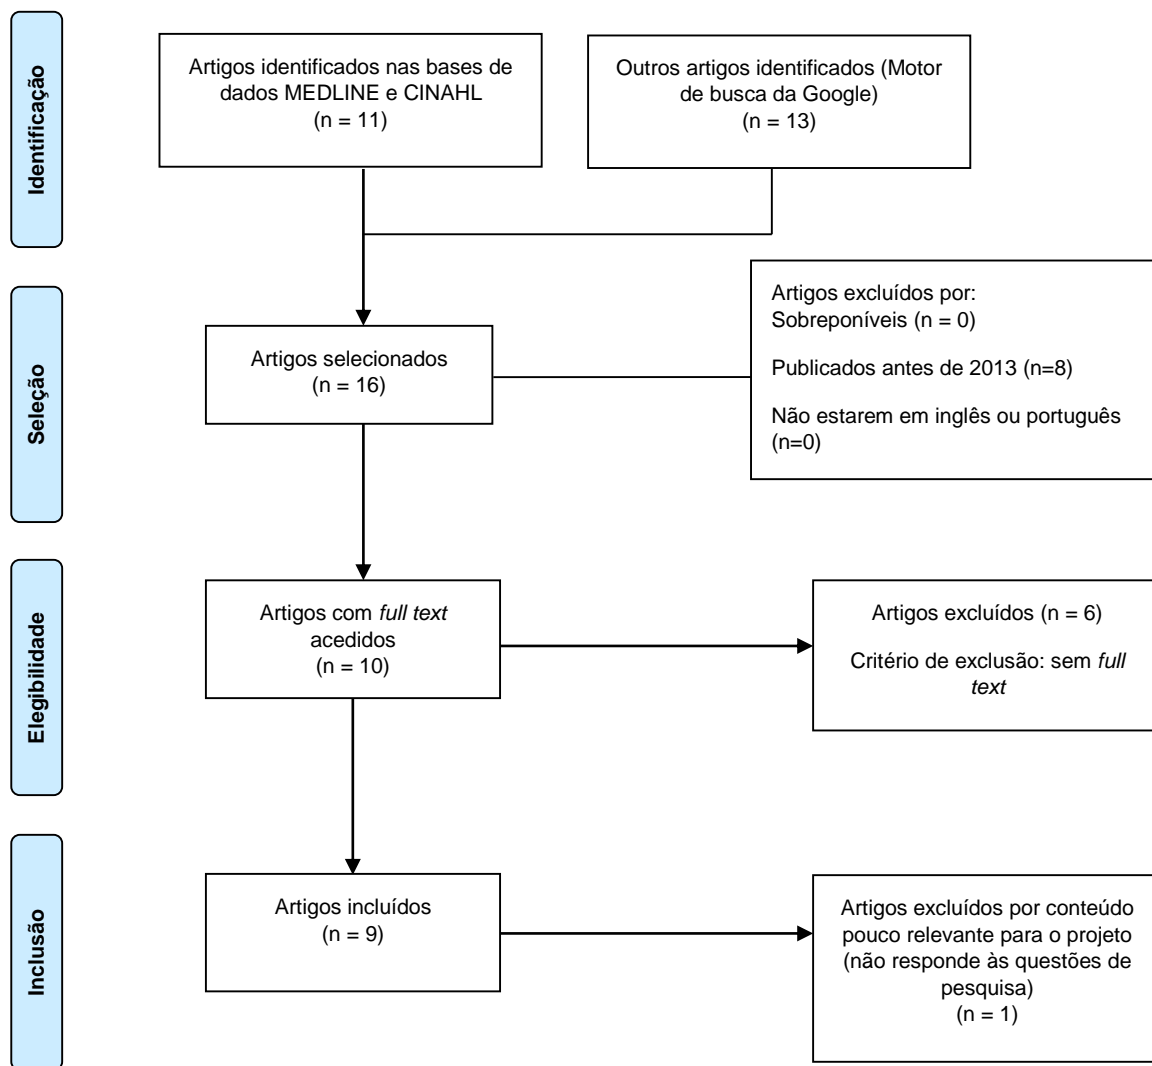 Identificação
Artigos identificados nas bases de
dados MEDLINE e CINAHL
(n = 11)
Outros artigos identificados (Motor
de busca da Google)
(n = 13)
Seleção
Artigos selecionados
(n = 16)
Artigos excluídos por:
Sobreponíveis (n = 0)
Publicados antes de 2013 (n=8)
Não estarem em inglês ou português
(n=0)
Elegibilidade
Artigos com full text
acedidos
(n = 10)
Artigos excluídos (n = 6)
Critério de exclusão: sem full
text
Inclusão
Artigos incluídos
(n = 9)
Artigos excluídos por conteúdo
pouco relevante para o projeto
(não responde às questões de
pesquisa)
(n = 1)